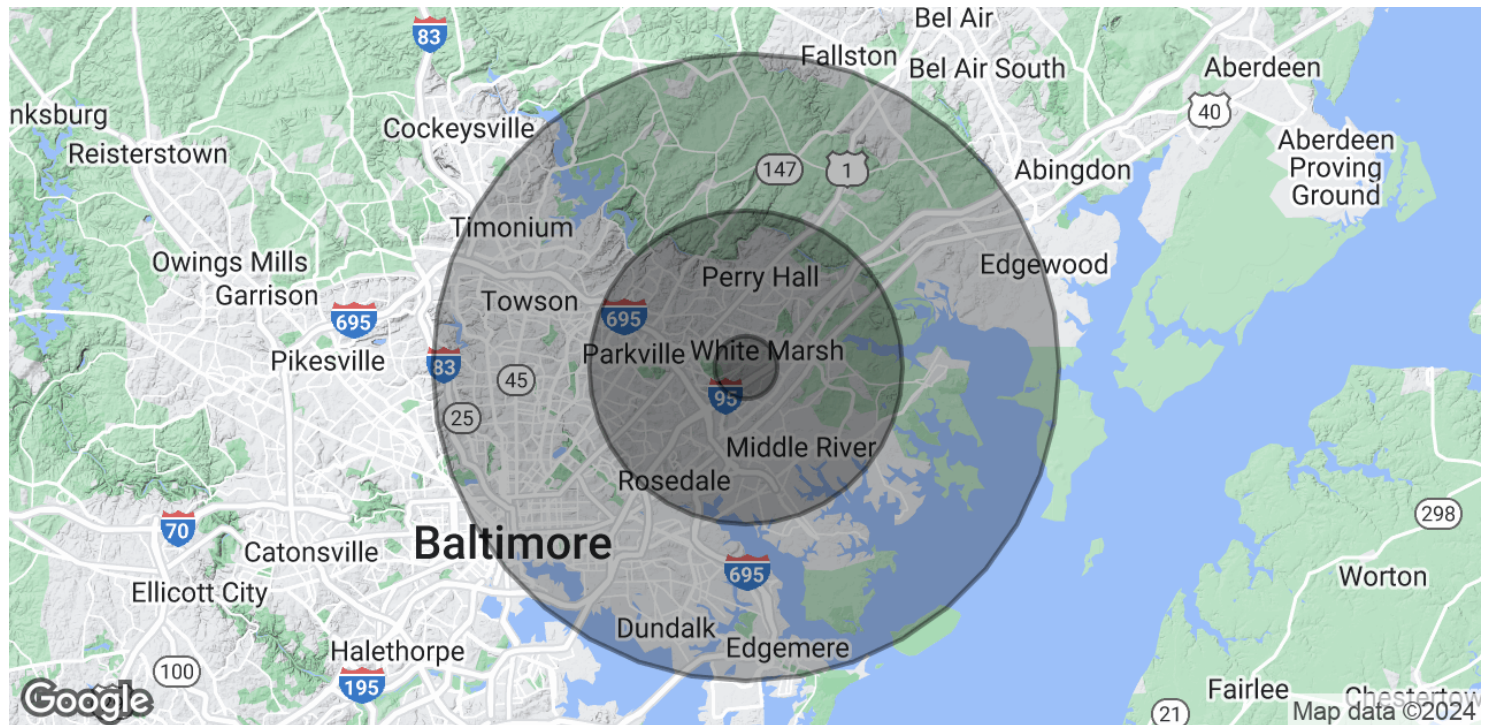 Bel Air
83
Fallston
Bel Air South
Aberdeen
40
nksburg
Cockeysville
Reisterstown
Aberdeen
Proving
Ground
147
1
Abingdon
Timonium
Owings Mills
Garrison
Perry Hall
Edgewood
Towson
695
695
Pikesville
Parkville
White Marsh
83
45
95
25
Middle River
Rosedale
298
70
Catonsville
Baltimore
695
Worton
Ellicott City
Dundalk
Edgemere
Halethorpe
100
195
Google
Fairlee
Chestertow
21
Map data ©2024